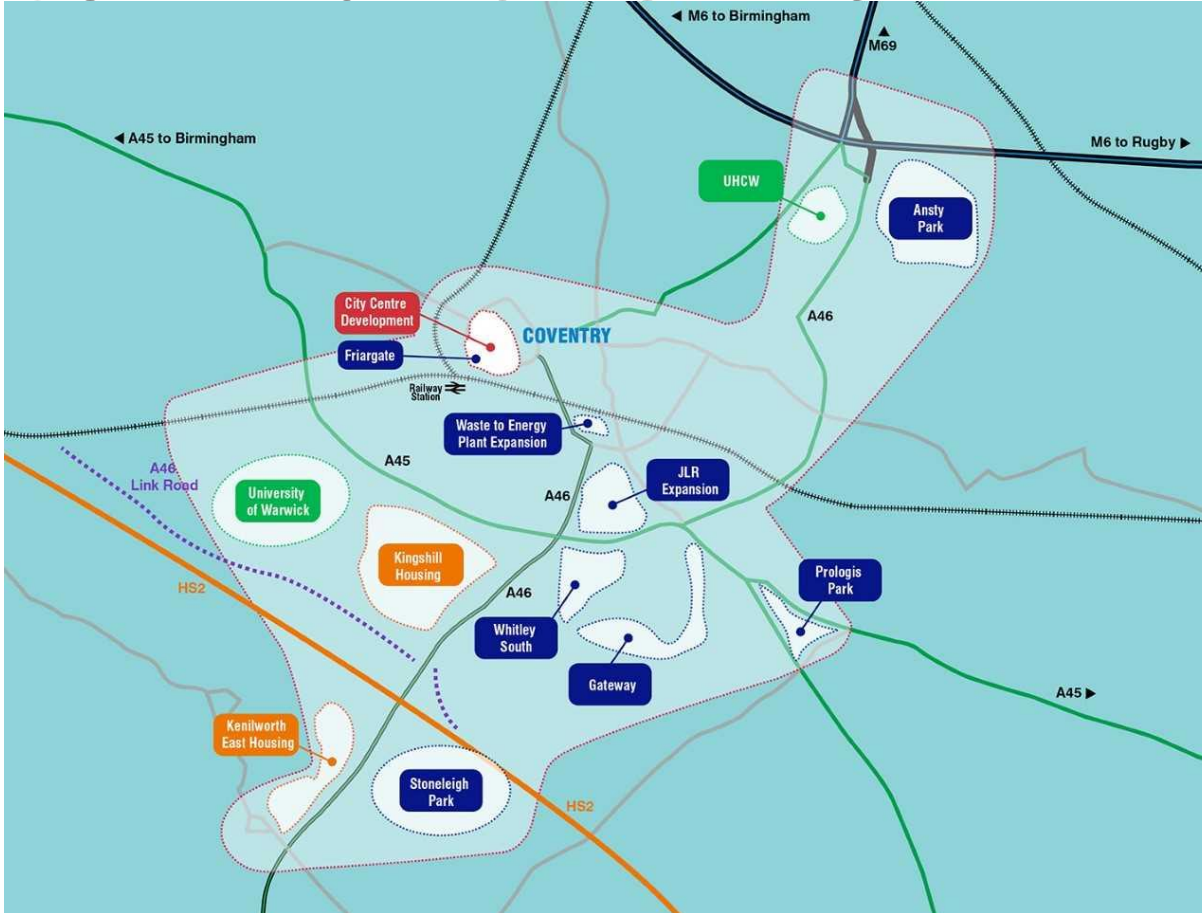 ◄ M6 to Birmingham
▲
M69
◄ A45 to Birmingham
M6 to Rugby ►
UHCW
Ansty
Park
City Centre
Development
A46
COVENTRY
Friargate
Railway
Station
Waste to Energy
Plant Expansion
A45
A46
Link Road
JLR
Expansion
A46
University
of Warwick
Kingshill
Housing
Prologis
Park
HS2
A46
Whitley
South
Gateway
A45 ►
Kenilworth
East Housing
Stoneleigh
Park
HS2